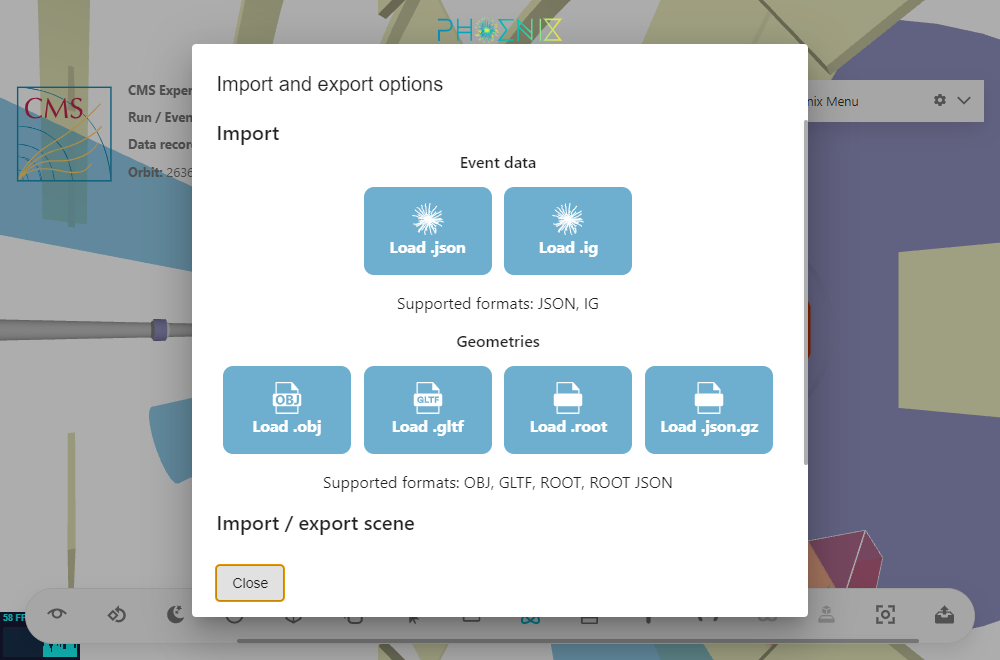 PHOENIX
CMS
CMS Exper
Run / Even
Data recor
Orbit: 2636
nix Menu
Import and export options
Import
Event data
Load .json
Load .ig
Supported formats: JSON, IG
Geometries
OBJ
Load .obj
GLTF
Load .gltf
Load .root
Load .json.gz
Supported formats: OBJ, GLTF, ROOT, ROOT JSON
Import / export scene
Close
58 FP